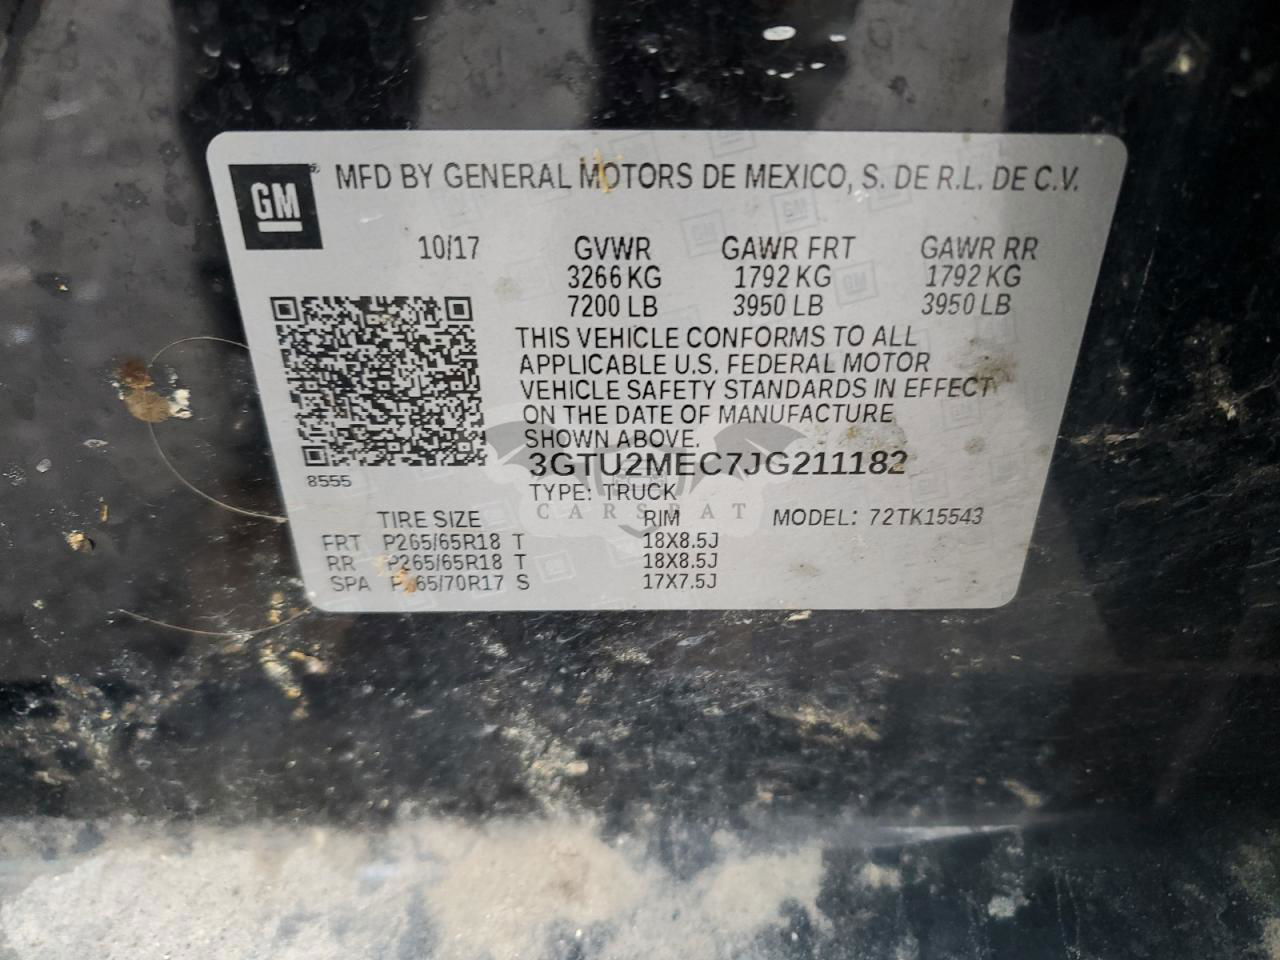 GM
MFD BY GENERAL MOTORS DE MEXICO, S. DE R.L. DE C.V.
10/17 GVWR GAWR FRT GAWR RR
3266 KG 1792 KG 1792 KG
7200 LB 3950 LB 3950 LB
THIS VEHICLE CONFORMS TO ALL
APPLICABLE U.S. FEDERAL MOTOR
VEHICLE SAFETY STANDARDS IN EFFECT
ON THE DATE OF MANUFACTURE
SHOWN ABOVE.
3GTU2MEC7JG211182
8555
TYPE: TRUCK
CARSPAT
TIRE SIZE RIM MODEL: 72TK15543
FRT P265/65R18 T 18X8.5J
RR P265/65R18 T 18X8.5J
SPA P265/70R17 S 17X7.5J